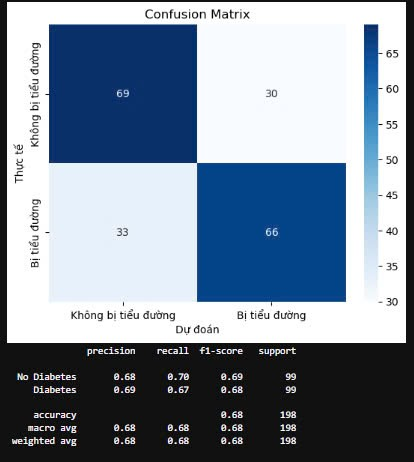 Confusion Matrix
Không bị tiểu đường
Bị tiểu đường
Thực tế
69 30
33 66
65
60
55
50
45
40
35
30
Không bị tiểu đường Bị tiểu đường
Dự đoán
precision recall f1-score support
No Diabetes 0.68 0.70 0.69 99
Diabetes 0.69 0.67 0.68 99
accuracy 0.68 198
macro avg 0.68 0.68 0.68 198
weighted avg 0.68 0.68 0.68 198